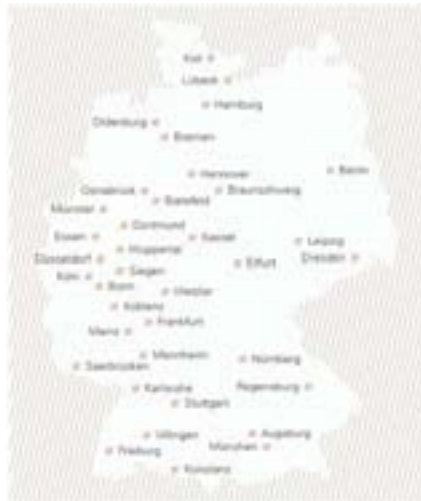 Kiel
Lübeck
Hamburg
Oldenburg
Bremen
Hannover
Berlin
Osnabrück
Braunschweig
Bielefeld
Münster
Dortmund
Essen
Kassel
Leipzig
Wuppertal
Düsseldorf
Erfurt
Dresden
Köln
Siegen
Bonn
Wetzlar
Koblenz
Frankfurt
Mainz
Mannheim
Nürnberg
Saarbrücken
Karlsruhe
Regensburg
Stuttgart
Villingen
Augsburg
Freiburg
München
Konstanz